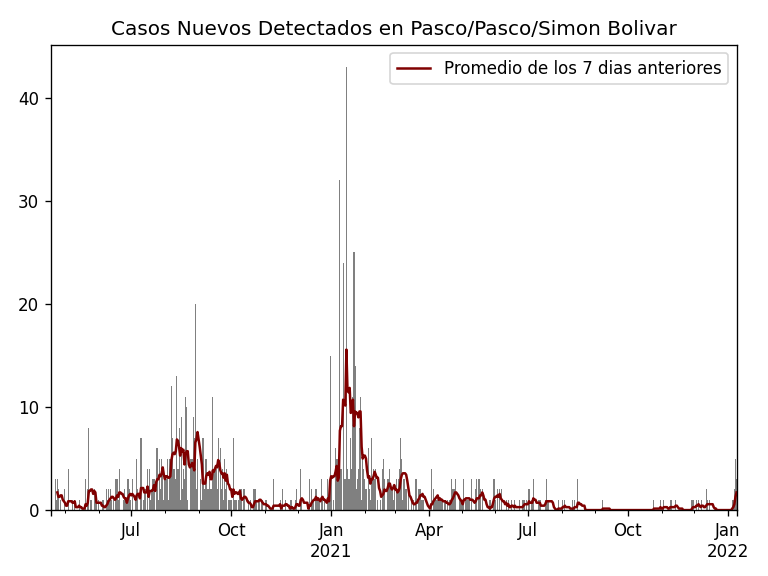 Casos Nuevos Detectados en Pasco/Pasco/Simon Bolivar
Promedio de los 7 dias anteriores
40
30
20
10
0
Jul Oct Jan Apr Jul Oct Jan
2021 2022